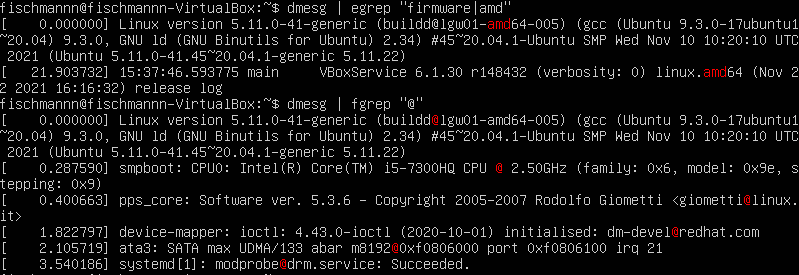 fischmannn@fischmannn-VirtualBox:~$ dmesg | egrep "firmware|amd"
[    0.000000] Linux version 5.11.0-41-generic (buildd@lgw01-amd64-005) (gcc (Ubuntu 9.3.0-17ubuntu1
~20.04) 9.3.0, GNU ld (GNU Binutils for Ubuntu) 2.34) #45~20.04.1-Ubuntu SMP Wed Nov 10 10:20:10 UTC
 2021 (Ubuntu 5.11.0-41.45~20.04.1-generic 5.11.22)
[   21.903732] 15:37:46.593775 main     VBoxService 6.1.30 r148432 (verbosity: 0) linux.amd64 (Nov 2
2 2021 16:16:32) release log
fischmannn@fischmannn-VirtualBox:~$ dmesg | fgrep "@"
[    0.000000] Linux version 5.11.0-41-generic (buildd@lgw01-amd64-005) (gcc (Ubuntu 9.3.0-17ubuntu1
~20.04) 9.3.0, GNU ld (GNU Binutils for Ubuntu) 2.34) #45~20.04.1-Ubuntu SMP Wed Nov 10 10:20:10 UTC
 2021 (Ubuntu 5.11.0-41.45~20.04.1-generic 5.11.22)
[    0.287590] smpboot: CPU0: Intel(R) Core(TM) i5-7300HQ CPU @ 2.50GHz (family: 0x6, model: 0x9e, s
tepping: 0x9)
[    0.400663] pps_core: Software ver. 5.3.6 - Copyright 2005-2007 Rodolfo Giometti <giometti@linux.
it>
[    1.822797] device-mapper: ioctl: 4.43.0-ioctl (2020-10-01) initialised: dm-devel@redhat.com
[    2.105719] ata3: SATA max UDMA/133 abar m8192@0xf0806000 port 0xf0806100 irq 21
[    3.540186] systemd[1]: modprobe@drm.service: Succeeded.